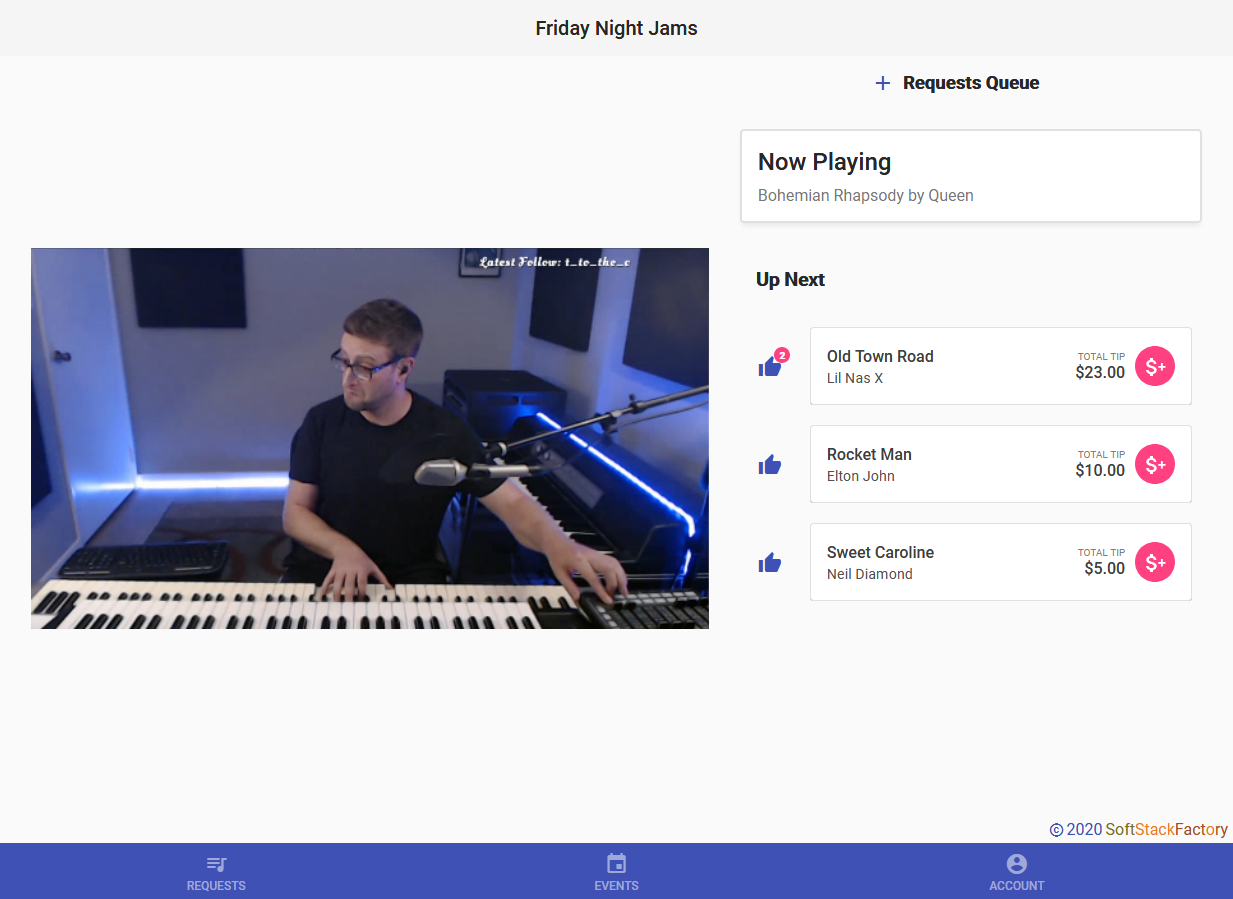 Friday Night Jams
Requests Queue
Now Playing
Bohemian Rhapsody by Queen
Latest Follow: t_to_the_c
Up Next
2
Old Town Road
Lil Nas X
TOTAL TIP
$23.00
$+
Rocket Man
Elton John
TOTAL TIP
$10.00
$+
Sweet Caroline
Neil Diamond
TOTAL TIP
$5.00
$+
© 2020 SoftStackFactory
REQUESTS
EVENTS
ACCOUNT